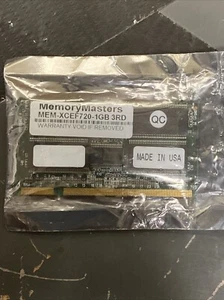 MemoryMasters
MEM-XCEF720-1GB 3RD
WARRANTY VOID IF REMOVED
QC
MADE IN USA